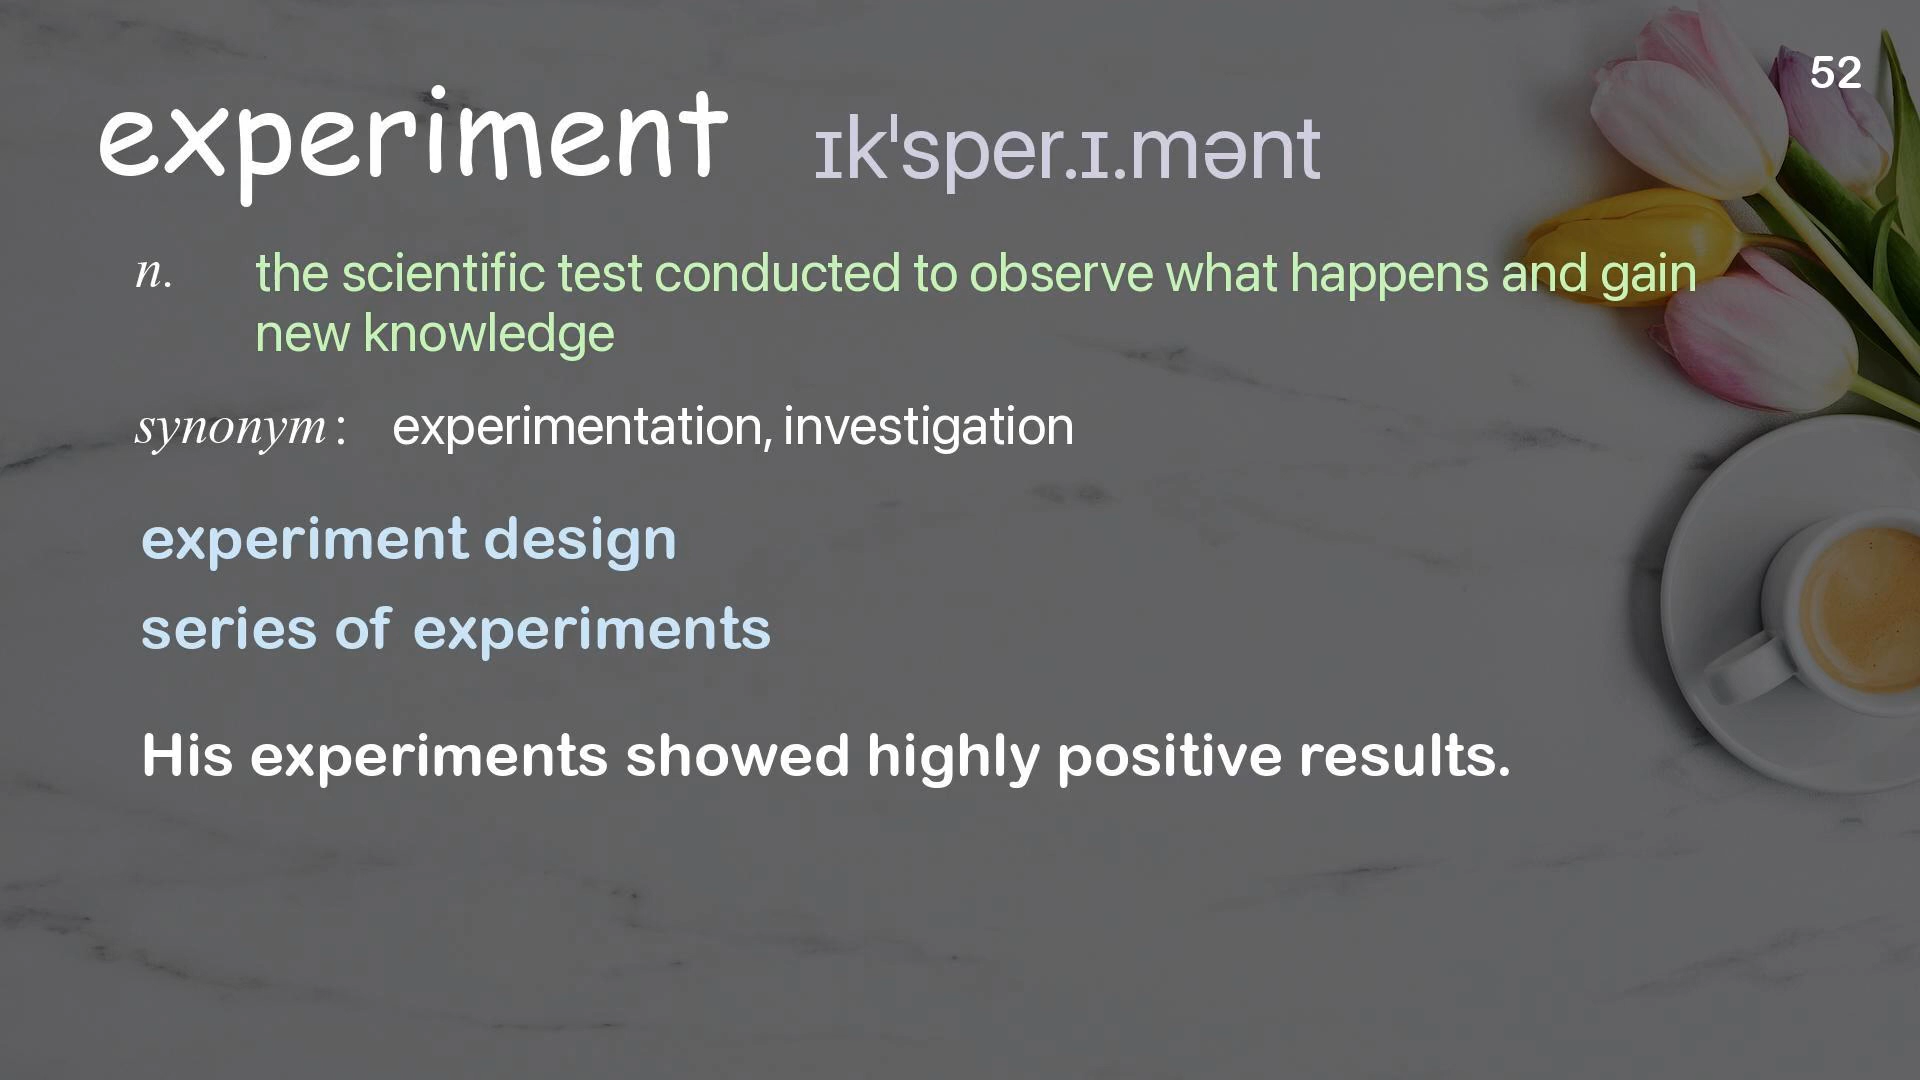 52
experiment ɪkˈsper.ɪ.mənt
n. the scientific test conducted to observe what happens and gain
new knowledge
synonym : experimentation, investigation
experiment design
series of experiments
His experiments showed highly positive results.